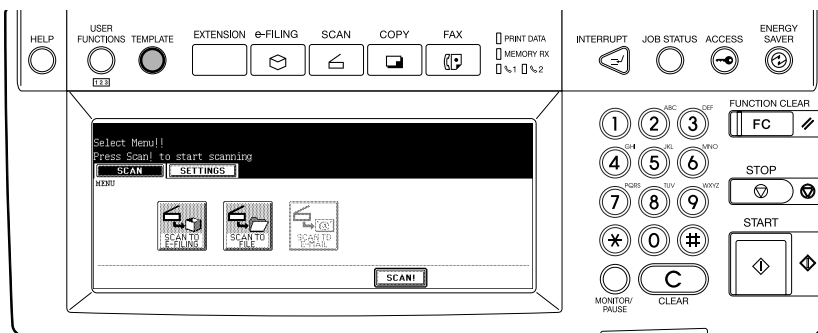 HELP
USER FUNCTIONS
TEMPLATE
EXTENSION
e-FILING
SCAN
COPY
FAX
PRINT DATA
MEMORY RX
1 2
INTERRUPT
JOB STATUS
ACCESS
ENERGY SAVER
123
Select Menu!!
Press Scan! to start scanning
SCAN
SETTINGS
MENU
SCAN TO E-FILING
SCAN TO FILE
SCAN TO E-MAIL
SCAN!
1
2 ABC
3 DEF
4 GHI
5 JKL
6 MNO
7 PQRS
8 TUV
9 WXYZ
* 0 #
MONITOR/ PAUSE
C
CLEAR
FUNCTION CLEAR
FC
STOP
START